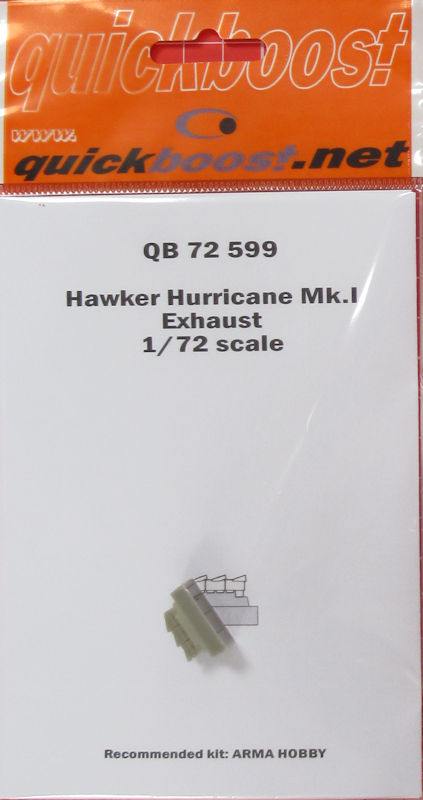 quickboost
www.
quickboost.net
QB 72 599
Hawker Hurricane Mk.I
Exhaust
1/72 scale
Recommended kit: ARMA HOBBY